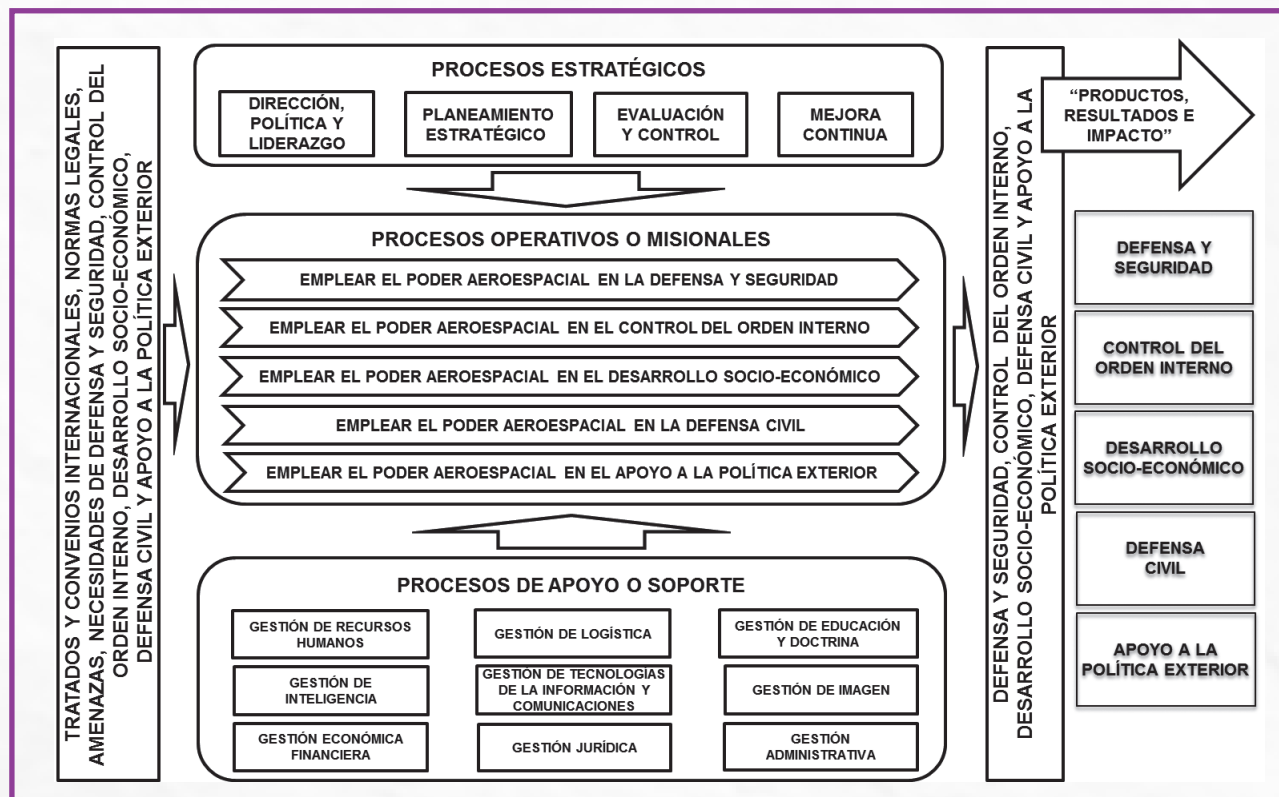 TRATADOS Y CONVENIOS INTERNACIONALES, NORMAS LEGALES,
AMENAZAS, NECESIDADES DE DEFENSA Y SEGURIDAD, CONTROL DEL
ORDEN INTERNO, DESARROLLO SOCIO-ECONÓMICO,
DEFENSA CIVIL Y APOYO A LA POLÍTICA EXTERIOR
PROCESOS ESTRATÉGICOS
DIRECCIÓN,
POLÍTICA Y
LIDERAZGO
PLANEAMIENTO
ESTRATÉGICO
EVALUACIÓN
Y CONTROL
MEJORA
CONTINUA
PROCESOS OPERATIVOS O MISIONALES
EMPLEAR EL PODER AEROESPACIAL EN LA DEFENSA Y SEGURIDAD
EMPLEAR EL PODER AEROESPACIAL EN EL CONTROL DEL ORDEN INTERNO
EMPLEAR EL PODER AEROESPACIAL EN EL DESARROLLO SOCIO-ECONÓMICO
EMPLEAR EL PODER AEROESPACIAL EN LA DEFENSA CIVIL
EMPLEAR EL PODER AEROESPACIAL EN EL APOYO A LA POLÍTICA EXTERIOR
PROCESOS DE APOYO O SOPORTE
GESTIÓN DE RECURSOS
HUMANOS
GESTIÓN DE LOGÍSTICA
GESTIÓN DE EDUCACIÓN
Y DOCTRINA
GESTIÓN DE
INTELIGENCIA
GESTIÓN DE TECNOLOGÍAS
DE LA INFORMACIÓN Y
COMUNICACIONES
GESTIÓN DE IMAGEN
GESTIÓN ECONÓMICA
FINANCIERA
GESTIÓN JURÍDICA
GESTIÓN
ADMINISTRATIVA
DEFENSA Y SEGURIDAD, CONTROL DEL ORDEN INTERNO,
DESARROLLO SOCIO-ECONÓMICO, DEFENSA CIVIL Y APOYO A LA
POLÍTICA EXTERIOR
“PRODUCTOS,
RESULTADOS E
IMPACTO”
DEFENSA Y
SEGURIDAD
CONTROL DEL
ORDEN INTERNO
DESARROLLO
SOCIO-ECONÓMICO
DEFENSA
CIVIL
APOYO A LA
POLÍTICA EXTERIOR